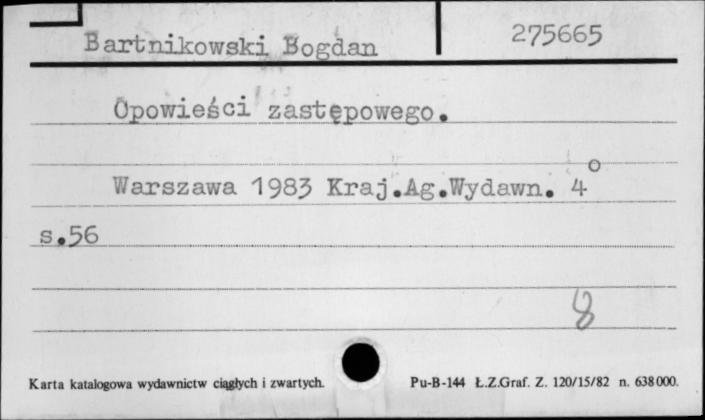 Bartnikowski Bogdan 275665
Opowieści zastępowego.
Warszawa 1983 Kraj.Ag.Wydawn. 4°
s.56
8
Karta katalogowa wydawnictw ciągłych i zwartych. Pu-B-144 Ł.Z.Graf. Z. 120/15/82 n. 638000.